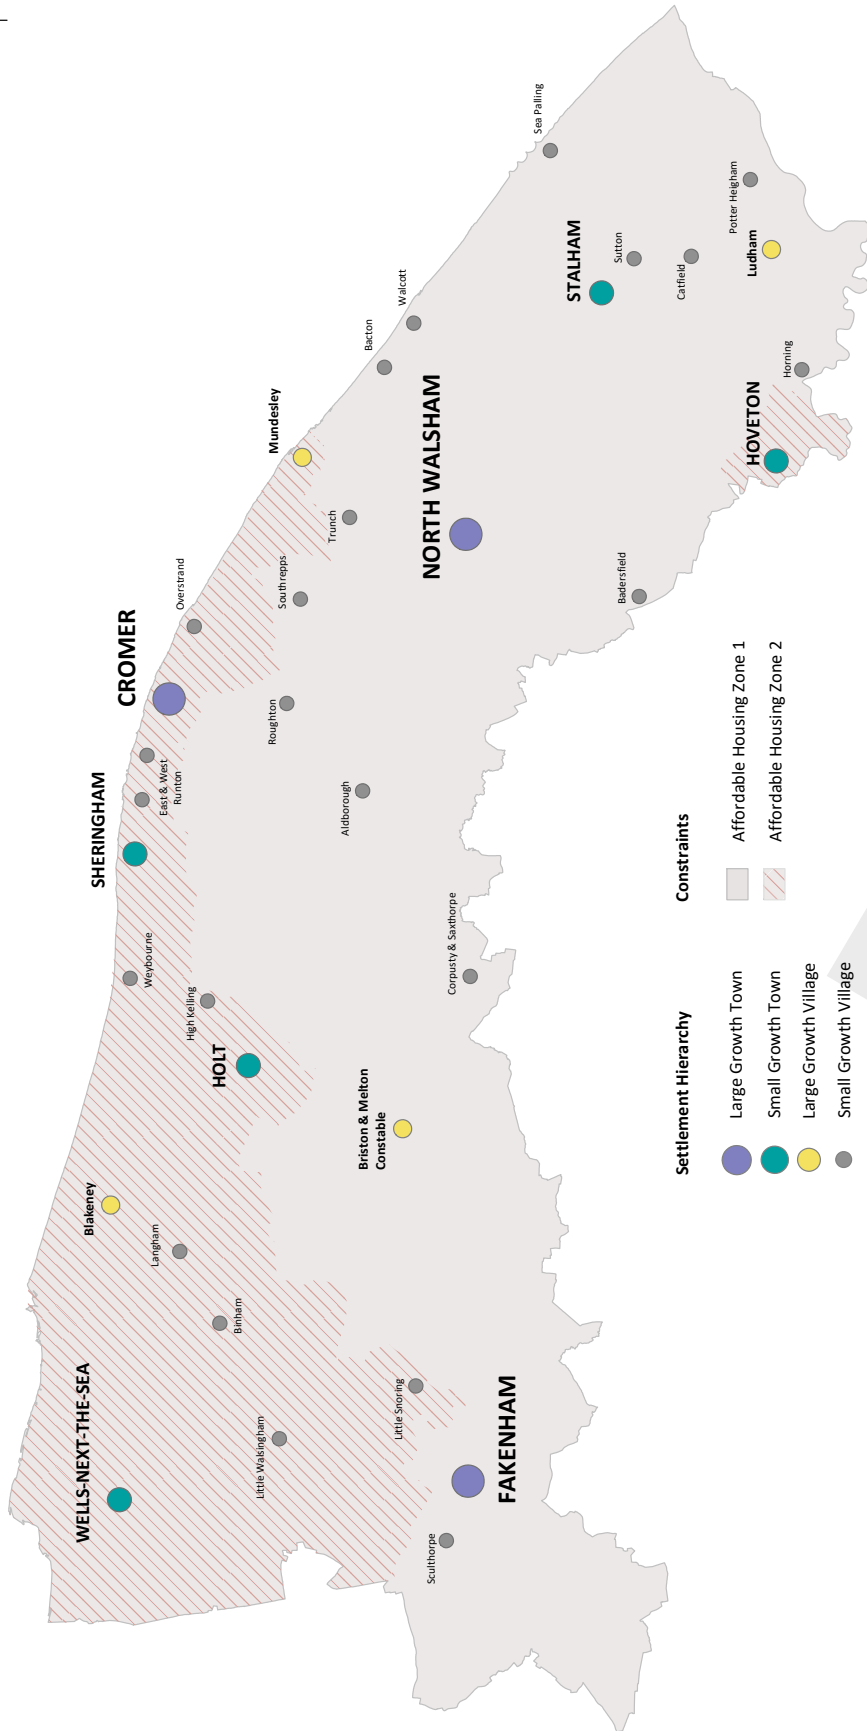 WELLS-NEXT-THE-SEA
Blakeney
Langham
Binham
Little Walsingham
Little Snoring
Sculthorpe
FAKENHAM
Weybourne
High Kelling
HOLT
Briston & Melton
Constable
SHERINGHAM
East & West
Runton
CROMER
Overstrand
Roughton
Southrepps
Aldborough
Corpusty & Saxthorpe
Mundesley
Trunch
Bacton
Walcott
NORTH WALSHAM
Badersfield
Sea Palling
STALHAM
Sutton
Catfield
Potter Heigham
Ludham
Horning
HOVETON
Settlement Hierarchy
Large Growth Town
Small Growth Town
Large Growth Village
Small Growth Village
Constraints
Affordable Housing Zone 1
Affordable Housing Zone 2